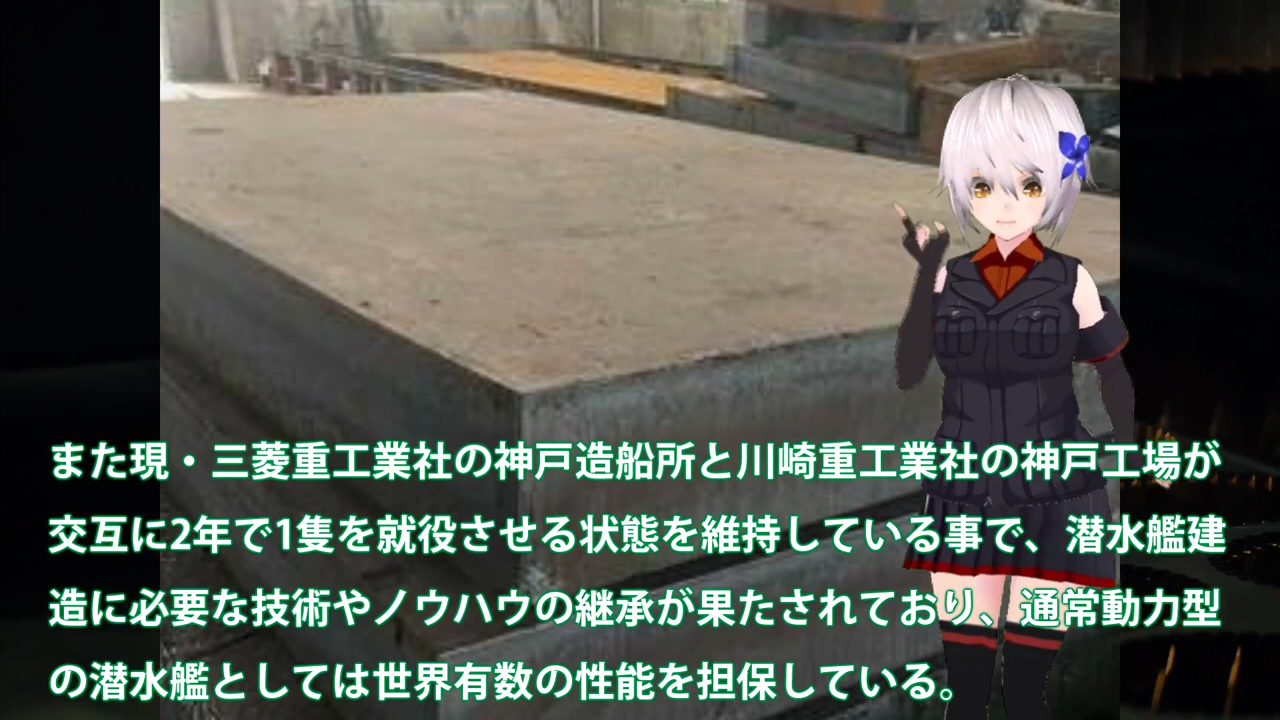 また現・三菱重工業社の神戸造船所と川崎重工業社の神戸工場が
交互に2年で1隻を就役させる状態を維持している事で、潜水艦建
造に必要な技術やノウハウの継承が果たされており、通常動力型
の潜水艦としては世界有数の性能を担保している。